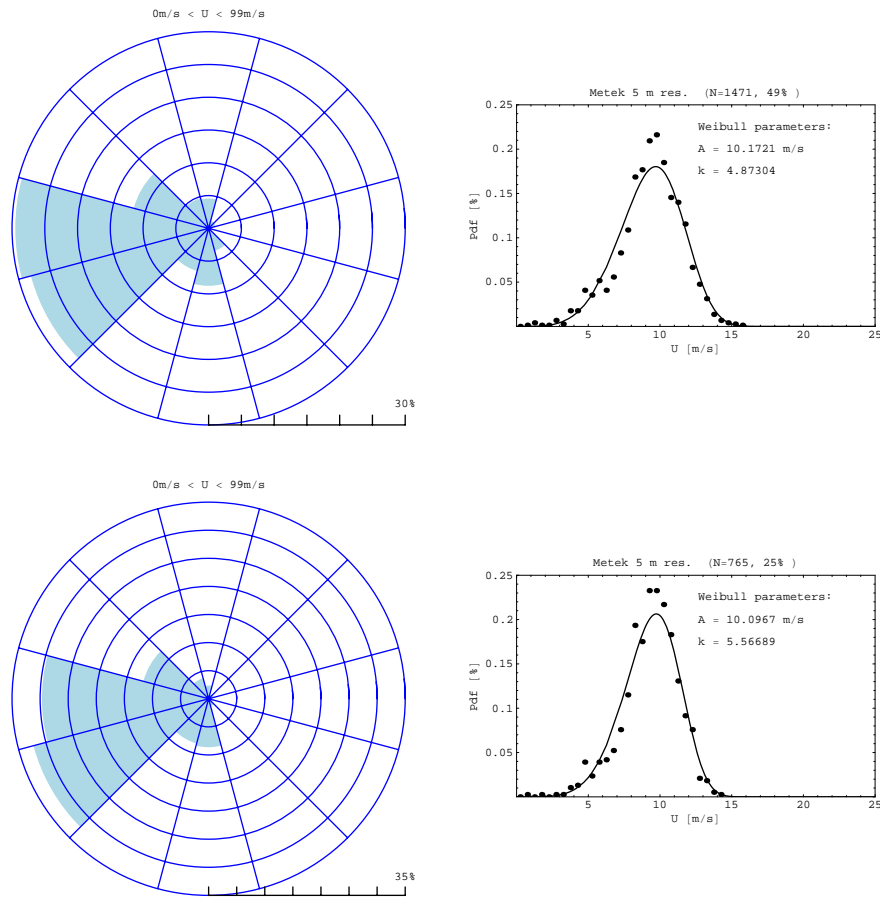 0m/s < U < 99m/s
30%
Metek 5 m res. (N=1471, 49% )
Weibull parameters:
A = 10.1721 m/s
k = 4.87304
0.25
0.2
0.15
0.1
0.05
Pdf [%]
5 10 15 20 25
U [m/s]
0m/s < U < 99m/s
35%
Metek 5 m res. (N=765, 25% )
Weibull parameters:
A = 10.0967 m/s
k = 5.56689
0.25
0.2
0.15
0.1
0.05
Pdf [%]
5 10 15 20 25
U [m/s]